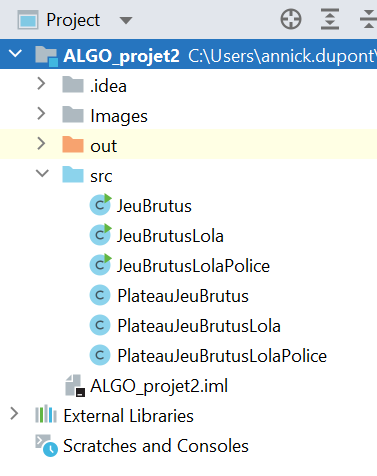 Project
ALGO_projet2 C:\Users\annick.dupont\
.idea
Images
out
src
JeuBrutus
JeuBrutusLola
JeuBrutusLolaPolice
PlateauJeuBrutus
PlateauJeuBrutusLola
PlateauJeuBrutusLolaPolice
ALGO_projet2.iml
External Libraries
Scratches and Consoles